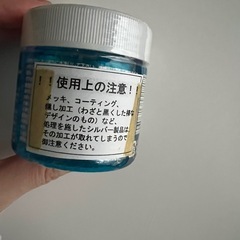 ！使用上の注意！
メッキ、コーティング、
燻し加工（わざと黒くした様な
デザインのもの）など、
処理を施したシルバー製品は、
その加工が取れてしまうので
御注意ください。